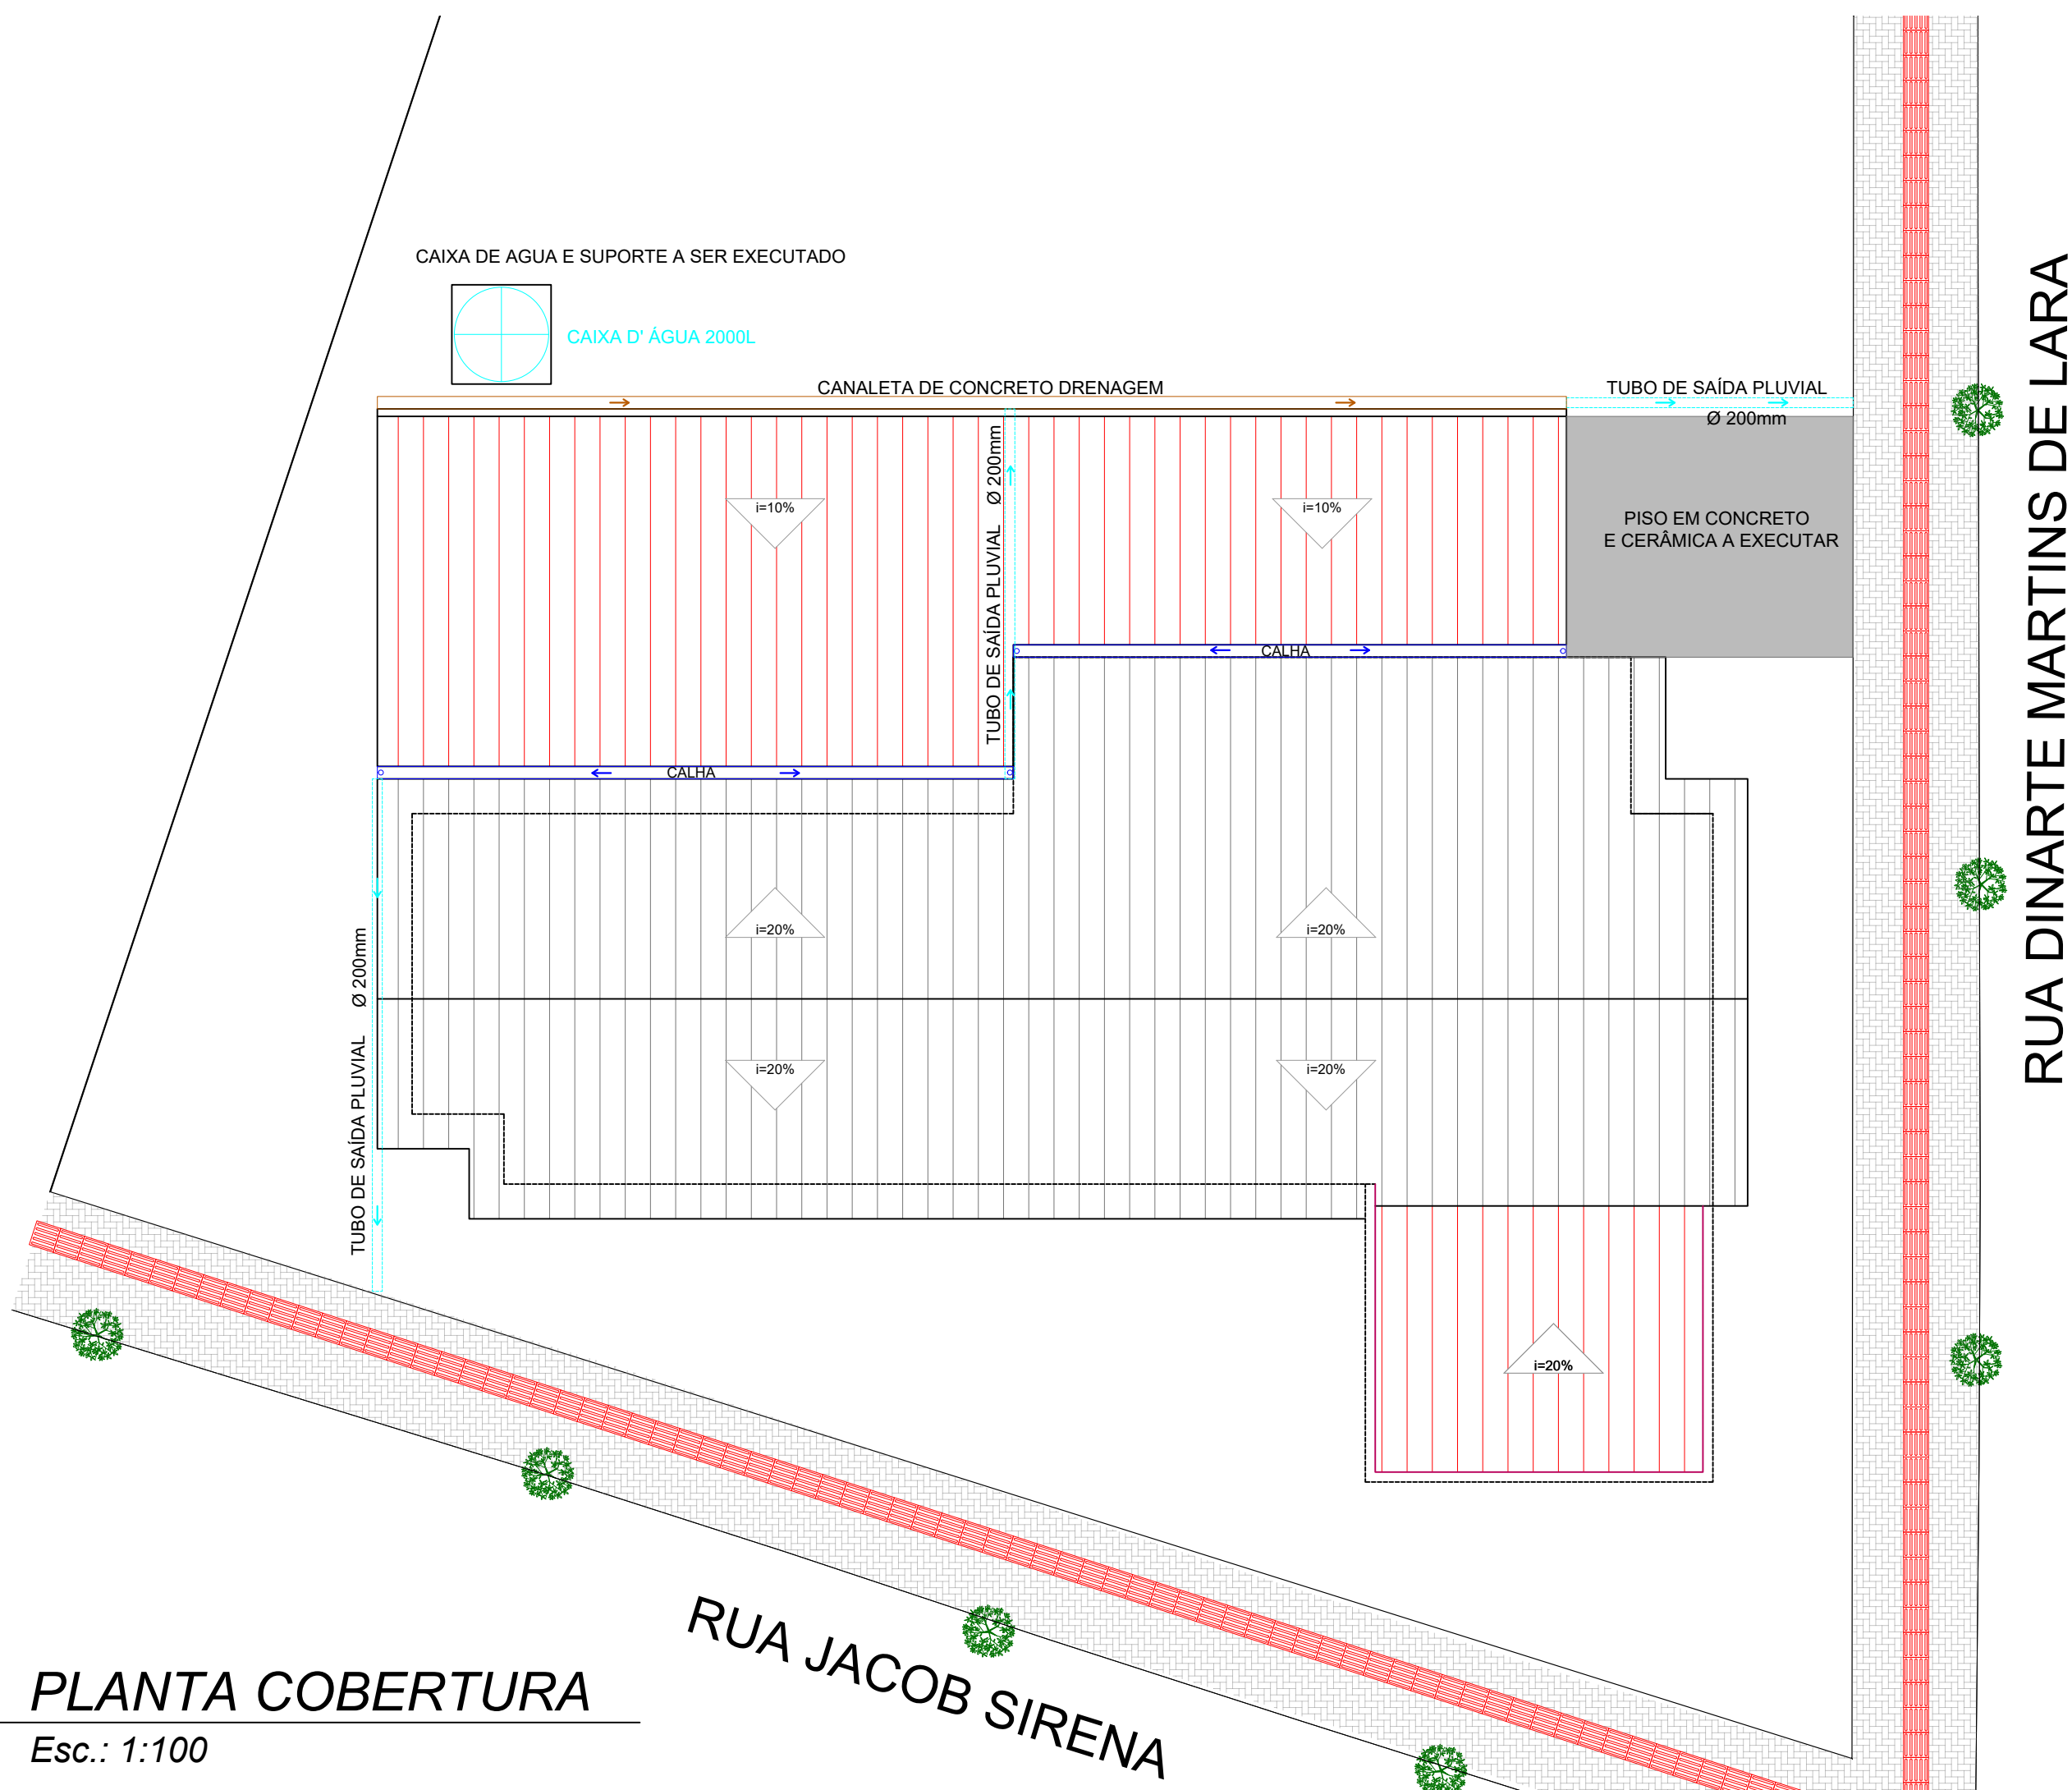 CAIXA DE AGUA E SUPORTE A SER EXECUTADO
CAIXA D' ÁGUA 2000L
CANALETA DE CONCRETO DRENAGEM
TUBO DE SAÍDA PLUVIAL
Ø 200mm
i=10%
TUBO DE SAÍDA PLUVIAL Ø 200mm
i=10%
PISO EM CONCRETO
E CERÂMICA A EXECUTAR
CALHA
CALHA
i=20%
i=20%
i=20%
i=20%
TUBO DE SAÍDA PLUVIAL Ø 200mm
i=20%
RUA DINARTE MARTINS DE LARA
RUA JACOB SIRENA
PLANTA COBERTURA
Esc.: 1:100